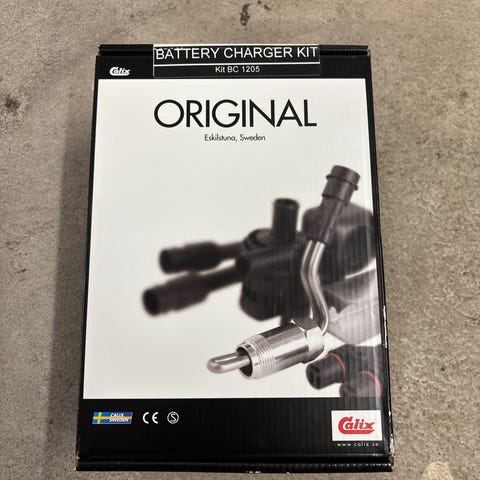 BATTERY CHARGER KIT
Kit BC 1205
Calix
ORIGINAL
Eskilstuna, Sweden
CALIX
SWEDEN
CE
S
Calix
www.calix.se